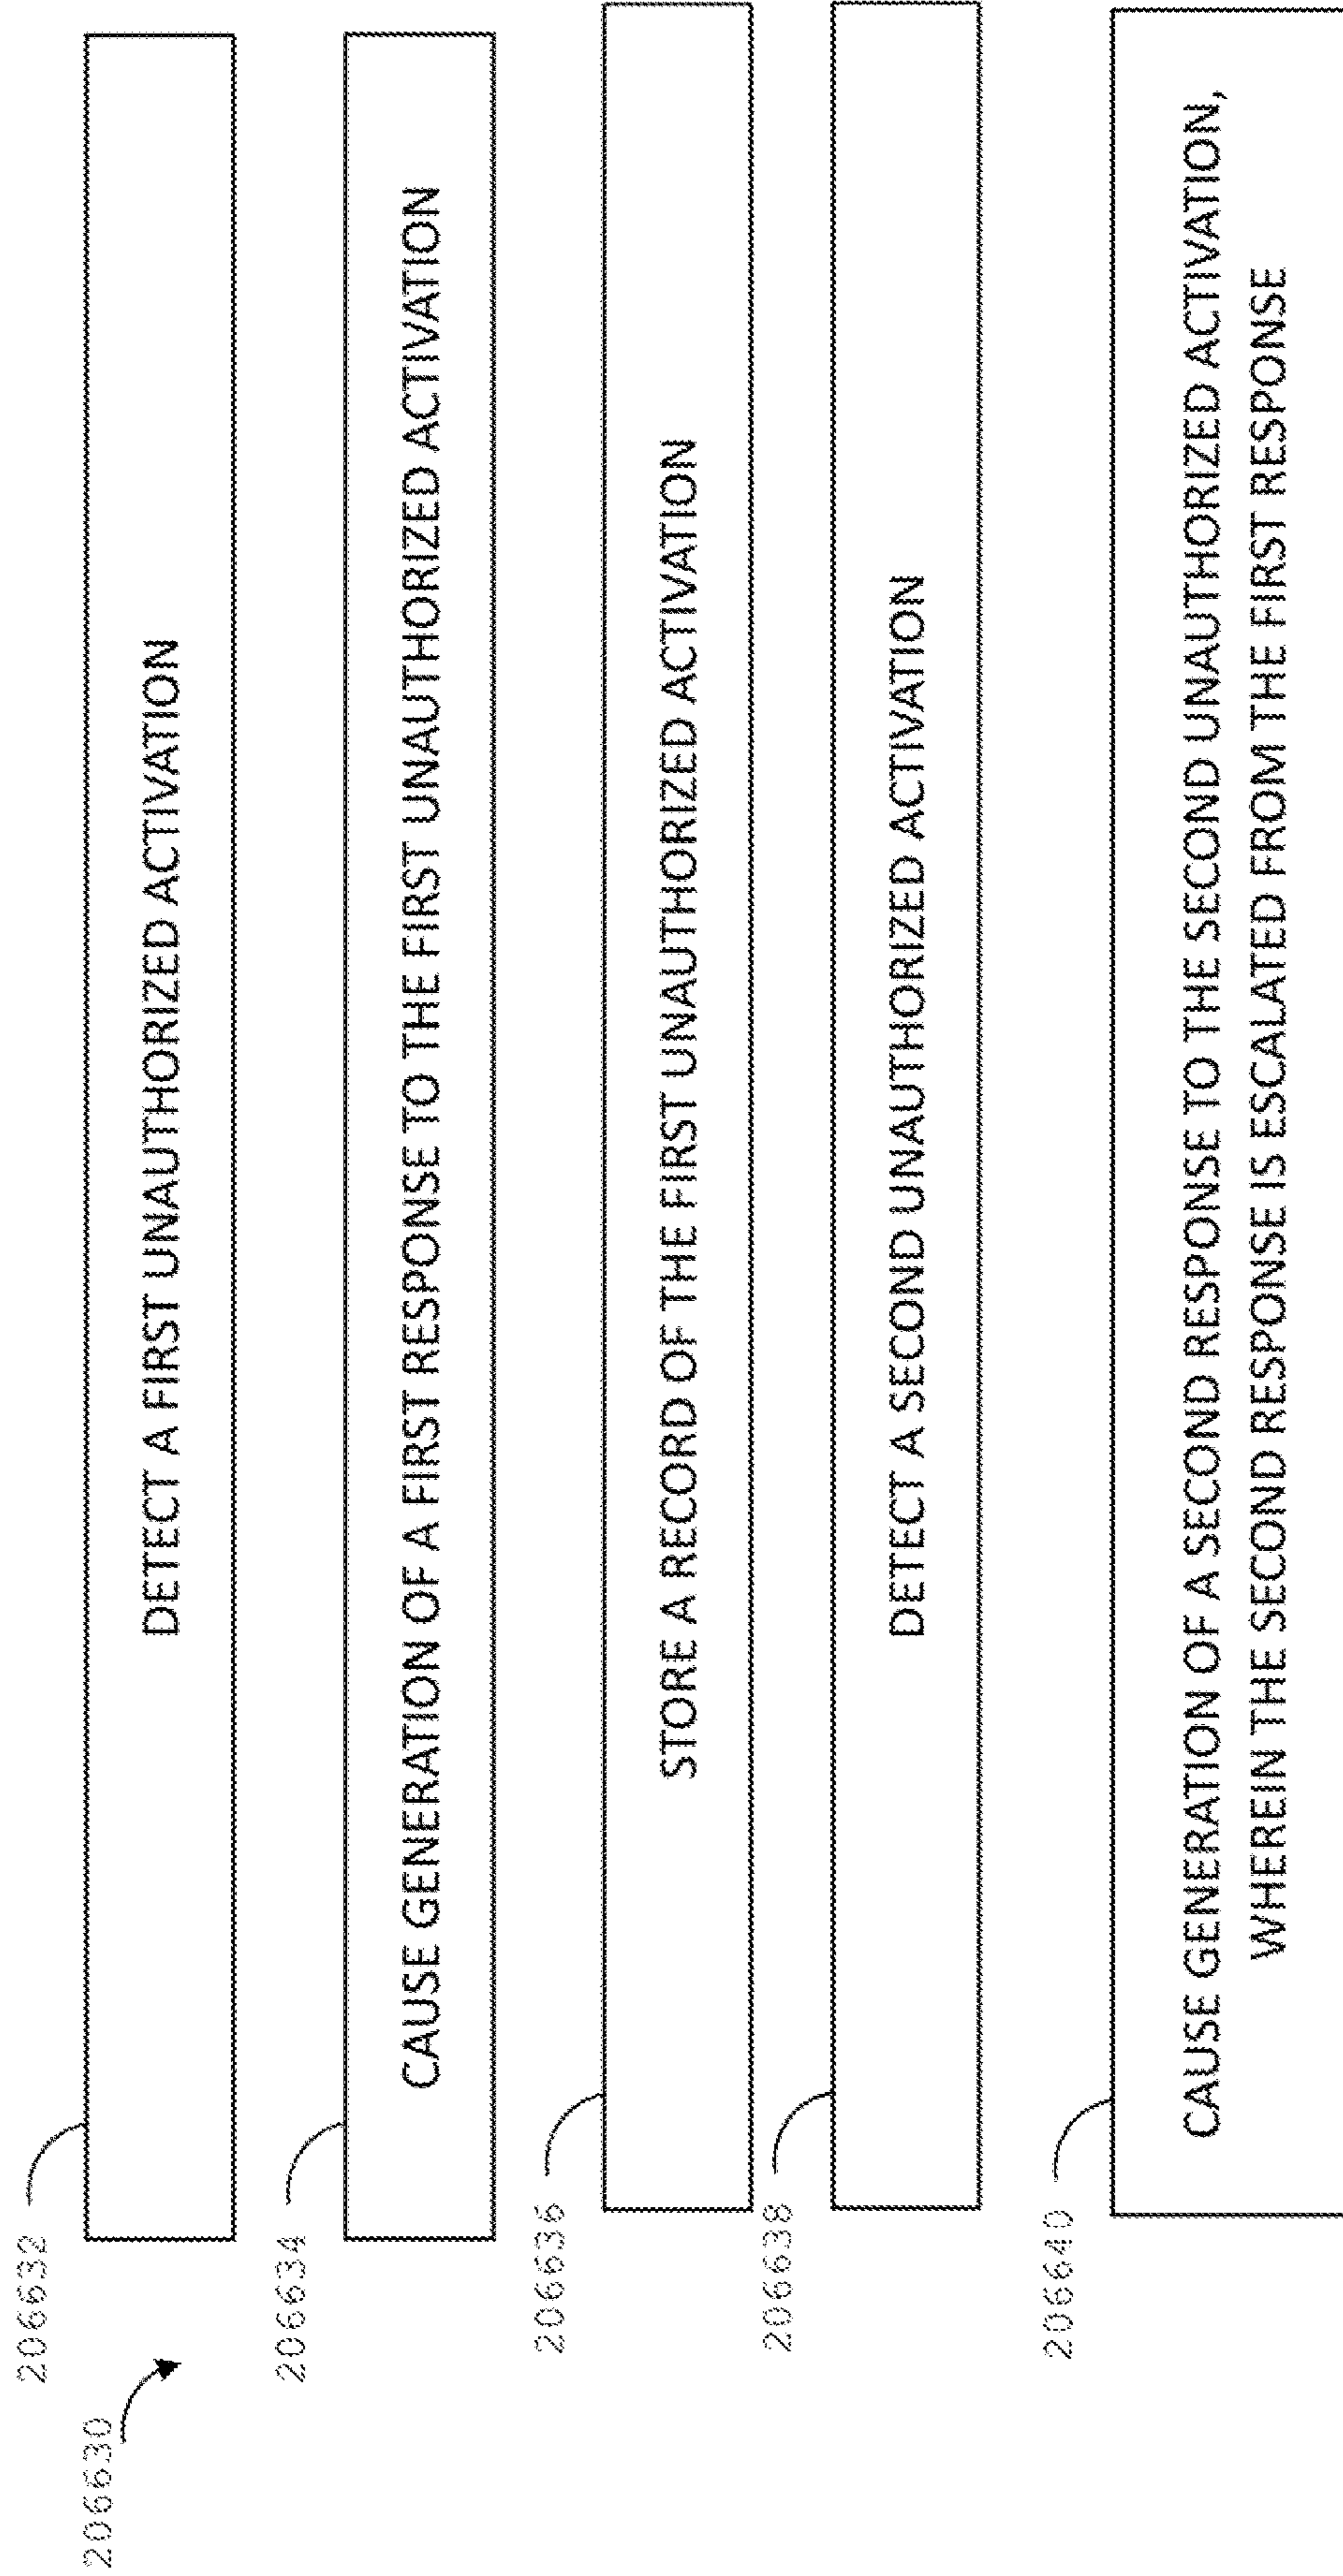 206630
206632
DETECT A FIRST UNAUTHORIZED ACTIVATION
206634
CAUSE GENERATION OF A FIRST RESPONSE TO THE FIRST UNAUTHORIZED ACTIVATION
206636
STORE A RECORD OF THE FIRST UNAUTHORIZED ACTIVATION
206638
DETECT A SECOND UNAUTHORIZED ACTIVATION
206640
CAUSE GENERATION OF A SECOND RESPONSE TO THE SECOND UNAUTHORIZED ACTIVATION,
WHEREIN THE SECOND RESPONSE IS ESCALATED FROM THE FIRST RESPONSE